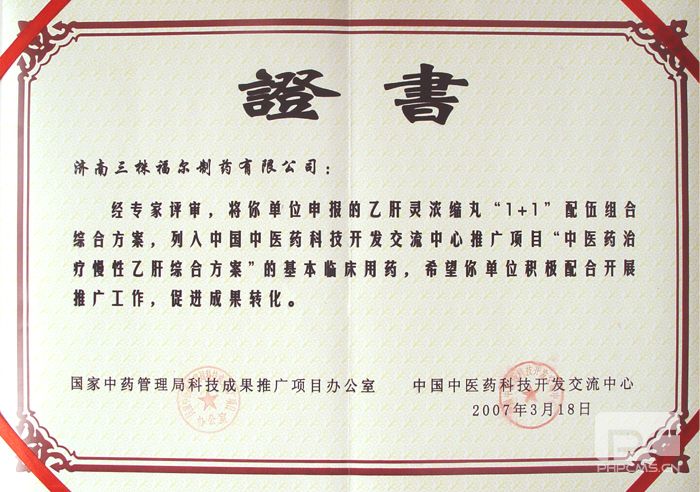 證書
济南三株福尔制药有限公司：
经专家评审，将你单位申报的乙肝灵浓缩丸“1+1”配伍组合
综合方案，列入中国中医药科技开发交流中心推广项目“中医药治
疗慢性乙肝综合方案”的基本临床用药，希望你单位积极配合开展
推广工作，促进成果转化。
国家中药管理局科技成果推广项目办公室
中国中医药科技开发交流中心
2007年3月18日
办公室
PHPCMS.CN